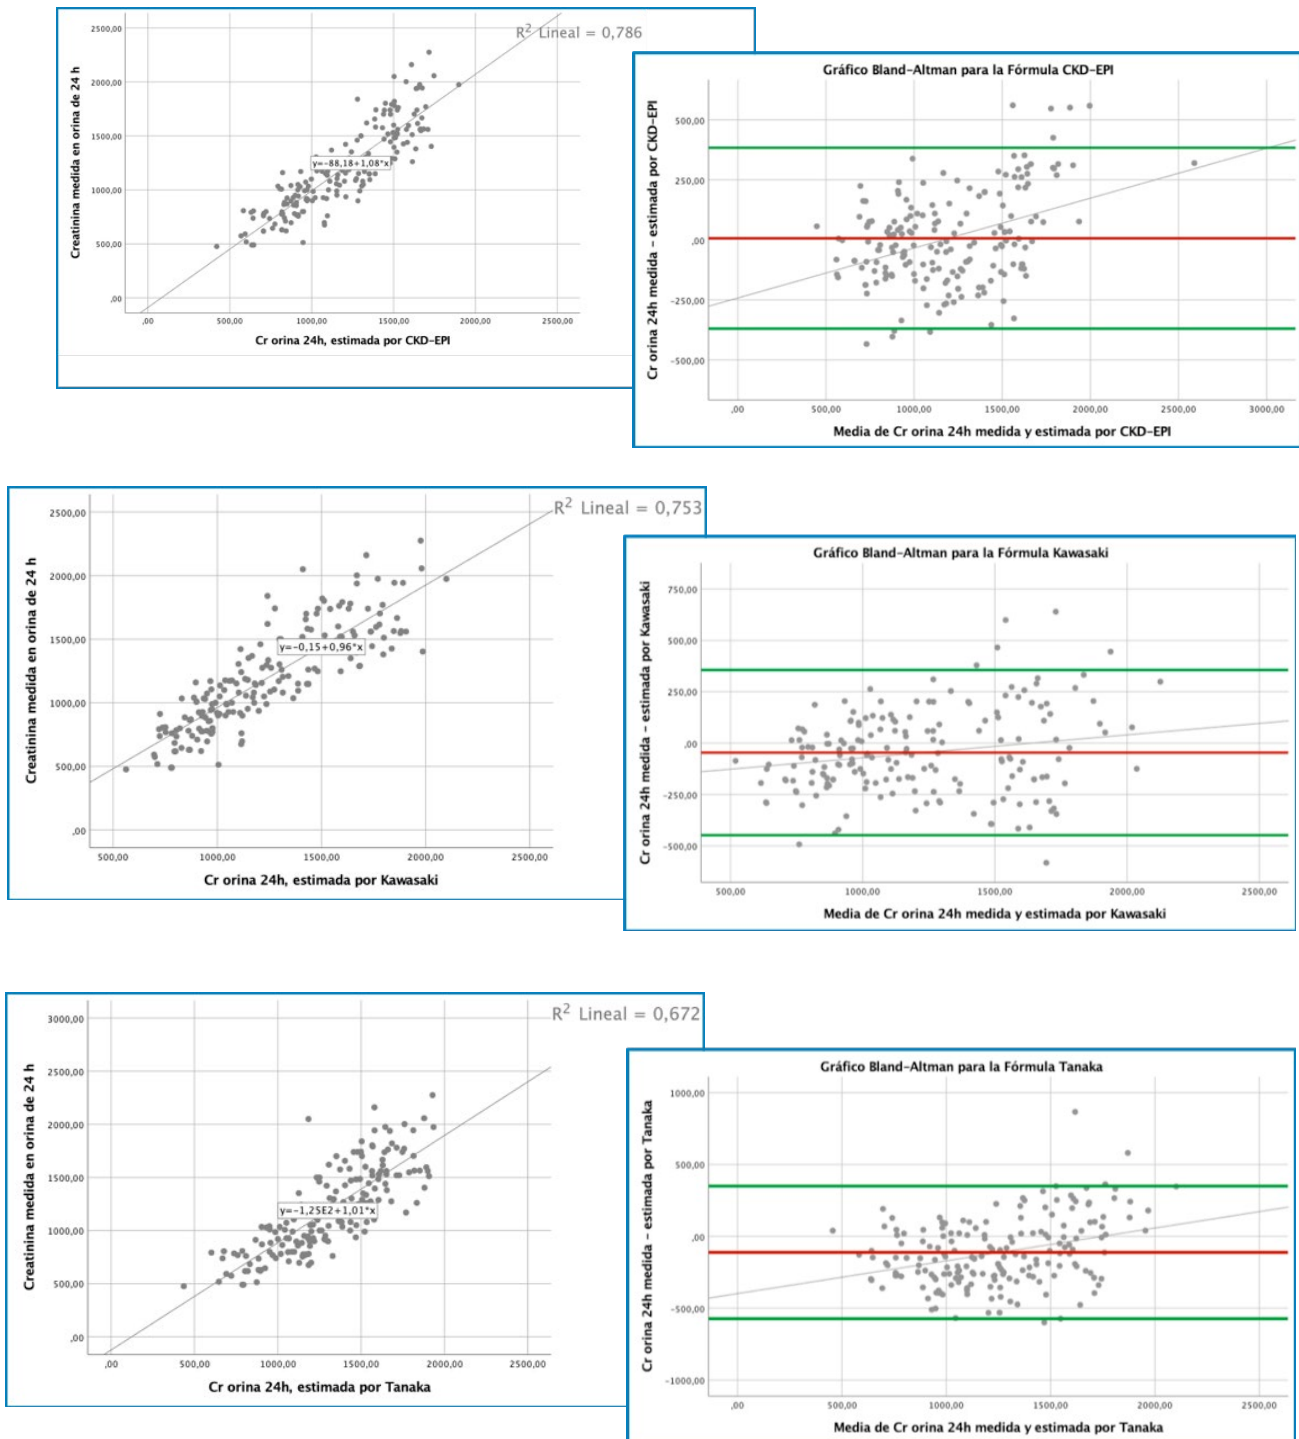 R² Lineal = 0,786
Creatinina medida en orina de 24 h
2500,00
2000,00
1500,00
1000,00
500,00
,00
y=-88,18+1,08*x
,00 500,00 1000,00 1500,00 2000,00 2500,00
Cr orina 24h, estimada por CKD-EPI
Gráfico Bland-Altman para la Fórmula CKD-EPI
Cr orina 24h medida - estimada por CKD-EPI
500,00
250,00
,00
-250,00
-500,00
,00 500,00 1000,00 1500,00 2000,00 2500,00 3000,00
Media de Cr orina 24h medida y estimada por CKD-EPI
R² Lineal = 0,753
Creatinina medida en orina de 24 h
2500,00
2000,00
1500,00
1000,00
500,00
,00
y=-0,15+0,96*x
500,00 1000,00 1500,00 2000,00 2500,00
Cr orina 24h, estimada por Kawasaki
Gráfico Bland-Altman para la Fórmula Kawasaki
Cr orina 24h medida - estimada por Kawasaki
750,00
500,00
250,00
,00
-250,00
-500,00
500,00 1000,00 1500,00 2000,00 2500,00
Media de Cr orina 24h medida y estimada por Kawasaki
R² Lineal = 0,672
Creatinina medida en orina de 24 h
3000,00
2500,00
2000,00
1500,00
1000,00
500,00
,00
y=-1,25E2+1,01*x
,00 500,00 1000,00 1500,00 2000,00 2500,00
Cr orina 24h, estimada por Tanaka
Gráfico Bland-Altman para la Fórmula Tanaka
Cr orina 24h medida - estimada por Tanaka
1000,00
500,00
,00
-500,00
-1000,00
,00 500,00 1000,00 1500,00 2000,00 2500,00
Media de Cr orina 24h medida y estimada por Tanaka